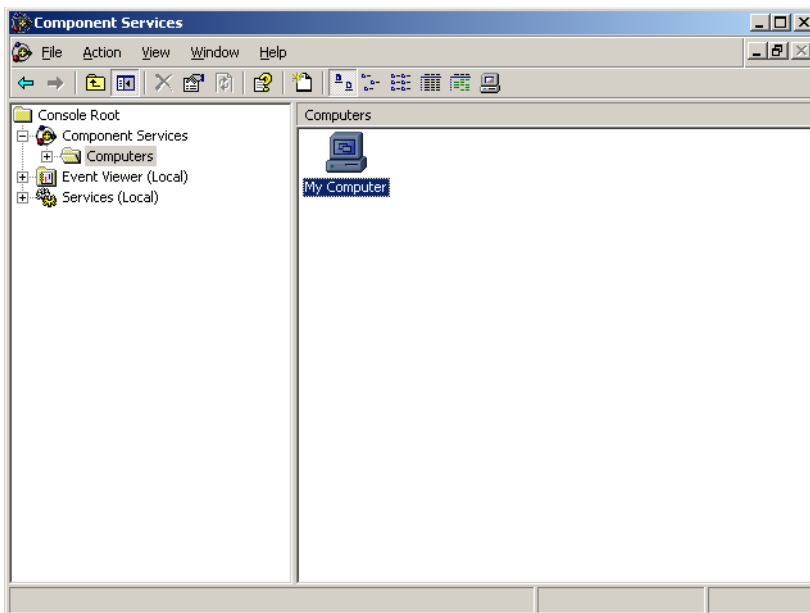 Component Services
File Action View Window Help
Console Root
Component Services
Computers
Event Viewer (Local)
Services (Local)
Computers
My Computer